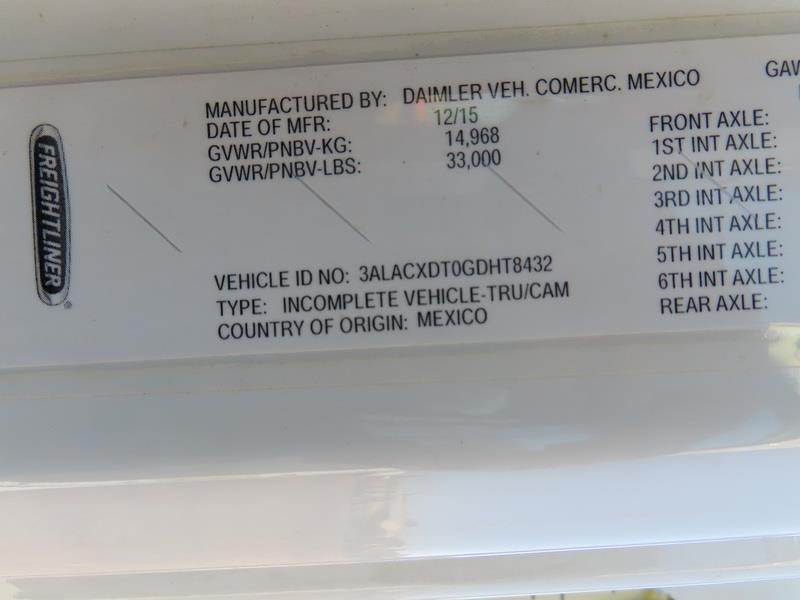 FREIGHTLINER
®
MANUFACTURED BY: DAIMLER VEH. COMERC. MEXICO
DATE OF MFR: 12/15
GVWR/PNBV-KG: 14,968
GVWR/PNBV-LBS: 33,000
VEHICLE ID NO: 3ALACXDT0GDHT8432
TYPE: INCOMPLETE VEHICLE-TRU/CAM
COUNTRY OF ORIGIN: MEXICO
GAW
FRONT AXLE:
1ST INT AXLE:
2ND INT AXLE:
3RD INT AXLE:
4TH INT AXLE:
5TH INT AXLE:
6TH INT AXLE:
REAR AXLE: